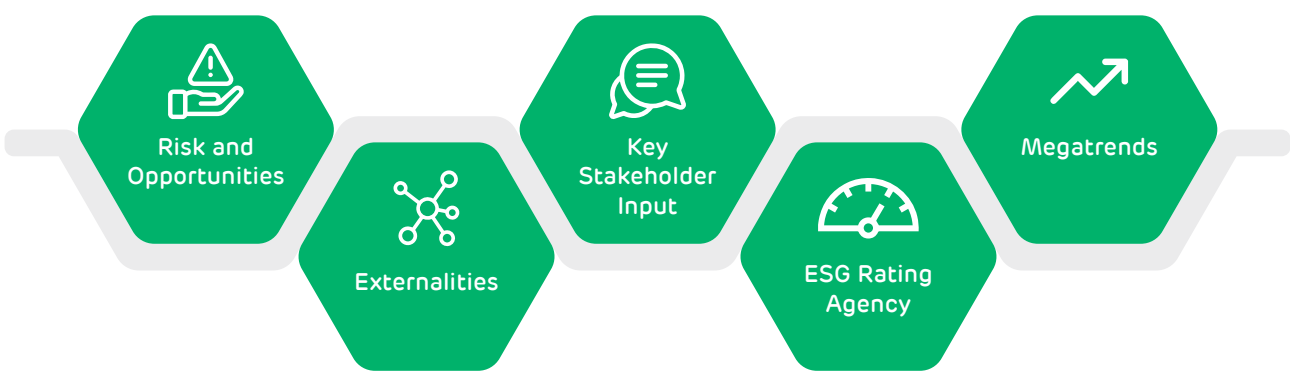 Risk and
Opportunities
Externalities
Key
Stakeholder
Input
ESG Rating
Agency
Megatrends